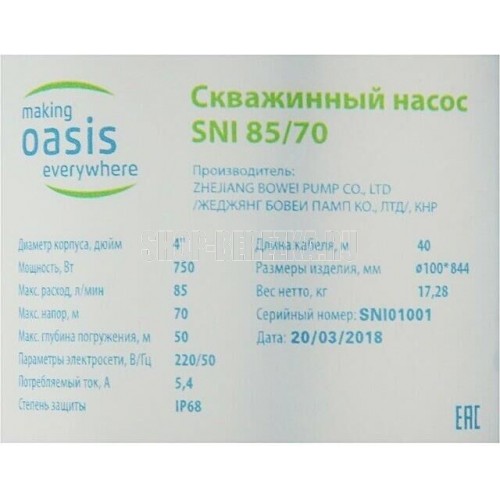 making
oasis
everywhere
Скважинный насос
SNI 85/70
Производитель:
ZHEJIANG BOWEI PUMP CO., LTD
/ЖЕДЖЯНГ БОВЕИ ПАМП КО., ЛТД/, КНР
Диаметр корпуса, дюйм 4"
Мощность, Вт 750
Макс. расход, л/мин 85
Макс. напор, м 70
Макс. глубина погружения, м 50
Параметры электросети, В/Гц 220/50
Потребляемый ток, А 5,4
Степень защиты IP68
Длина кабеля, м 40
Размеры изделия, мм ø100*844
Вес нетто, кг 17,28
Серийный номер: SNI01001
Дата: 20/03/2018
EAC